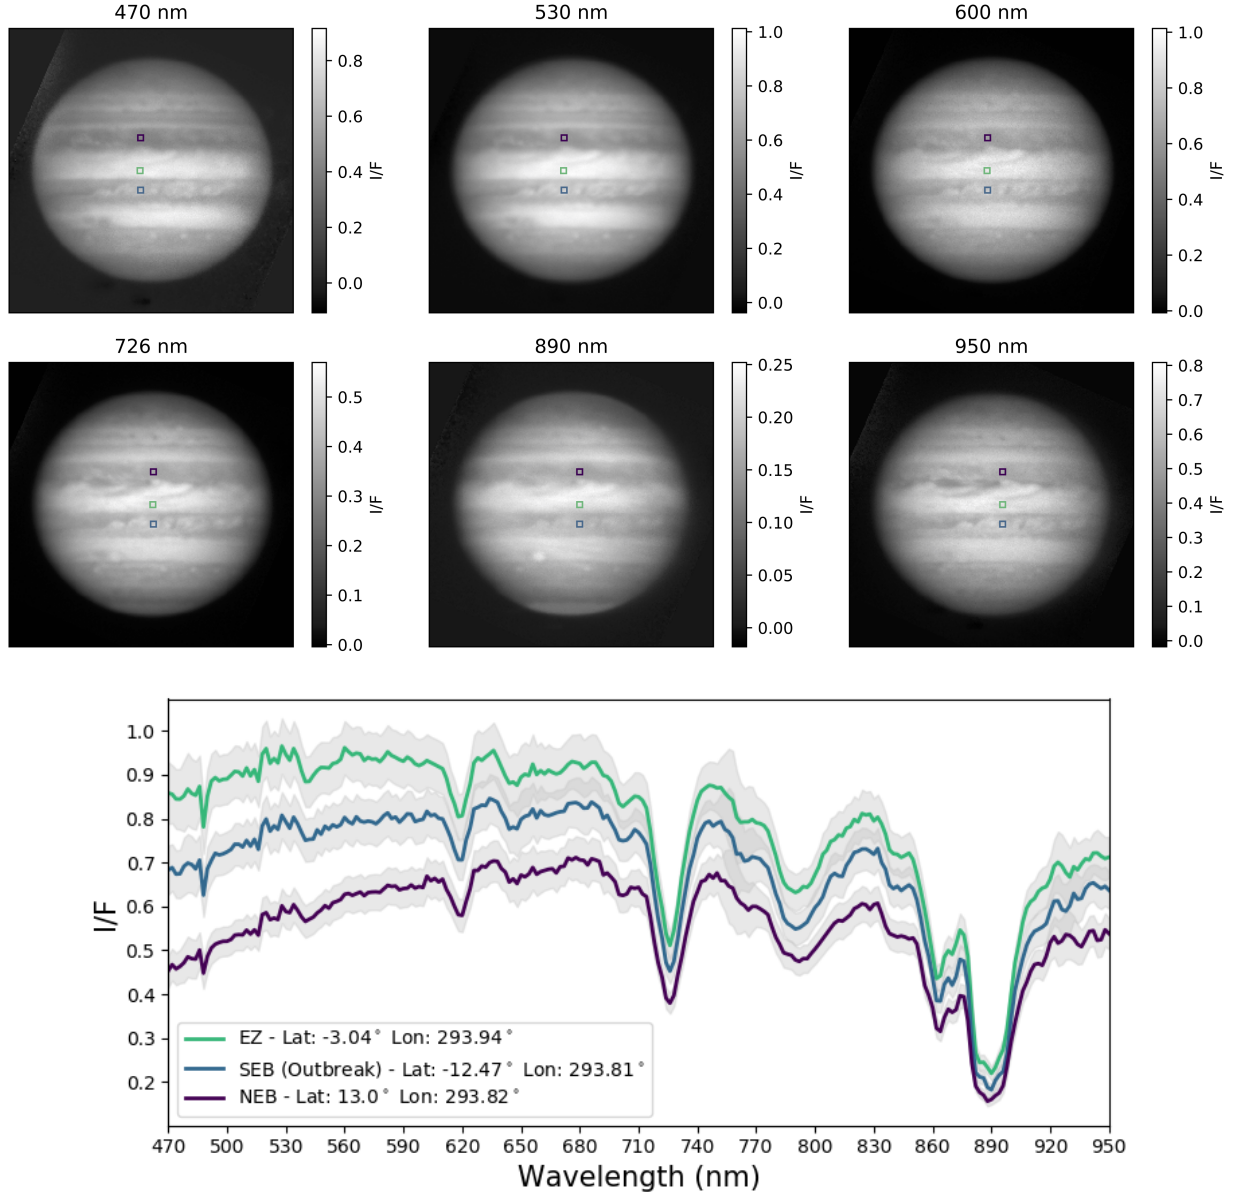 470 nm
530 nm
600 nm
0.8
0.6
0.4
0.2
0.0
I/F
1.0
0.8
0.6
0.4
0.2
0.0
I/F
1.0
0.8
0.6
0.4
0.2
0.0
I/F
726 nm
890 nm
950 nm
0.5
0.4
0.3
0.2
0.1
0.0
I/F
0.25
0.20
0.15
0.10
0.05
0.00
I/F
0.8
0.7
0.6
0.5
0.4
0.3
0.2
0.1
0.0
I/F
1.0
0.9
0.8
0.7
0.6
0.5
0.4
0.3
0.2
I/F
EZ - Lat: -3.04° Lon: 293.94°
SEB (Outbreak) - Lat: -12.47° Lon: 293.81°
NEB - Lat: 13.0° Lon: 293.82°
470 500 530 560 590 620 650 680 710 740 770 800 830 860 890 920 950
Wavelength (nm)